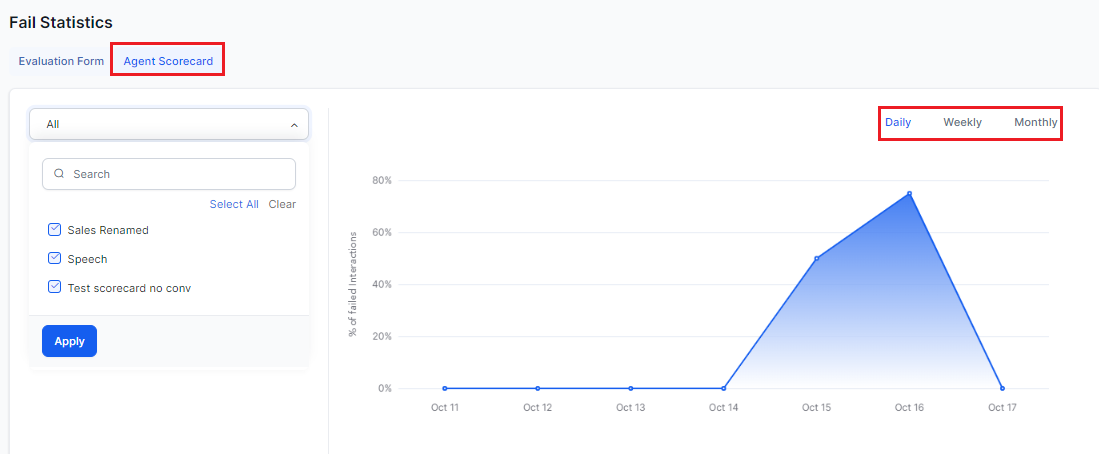 Fail Statistics
Evaluation Form Agent Scorecard
All
Search
Select All Clear
Sales Renamed
Speech
Test scorecard no conv
Apply
Daily Weekly Monthly
% of failed Interactions
80%
60%
40%
20%
0%
Oct 11 Oct 12 Oct 13 Oct 14 Oct 15 Oct 16 Oct 17